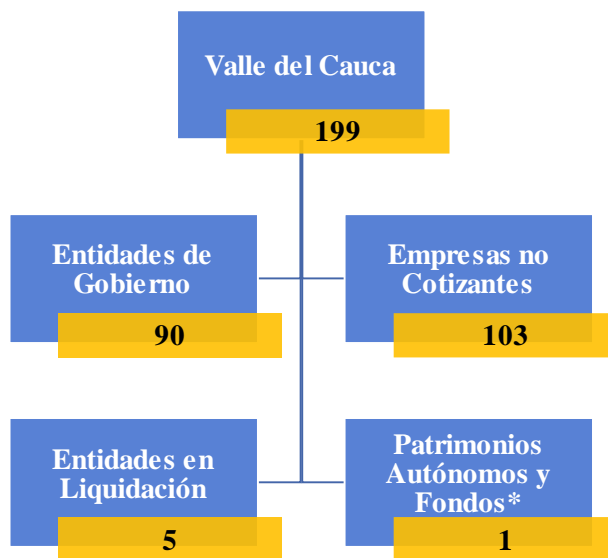 Valle del Cauca
199
Entidades de
Gobierno
90
Empresas no
Cotizantes
103
Entidades en
Liquidación
5
Patrimonios
Autónomos y
Fondos*
1